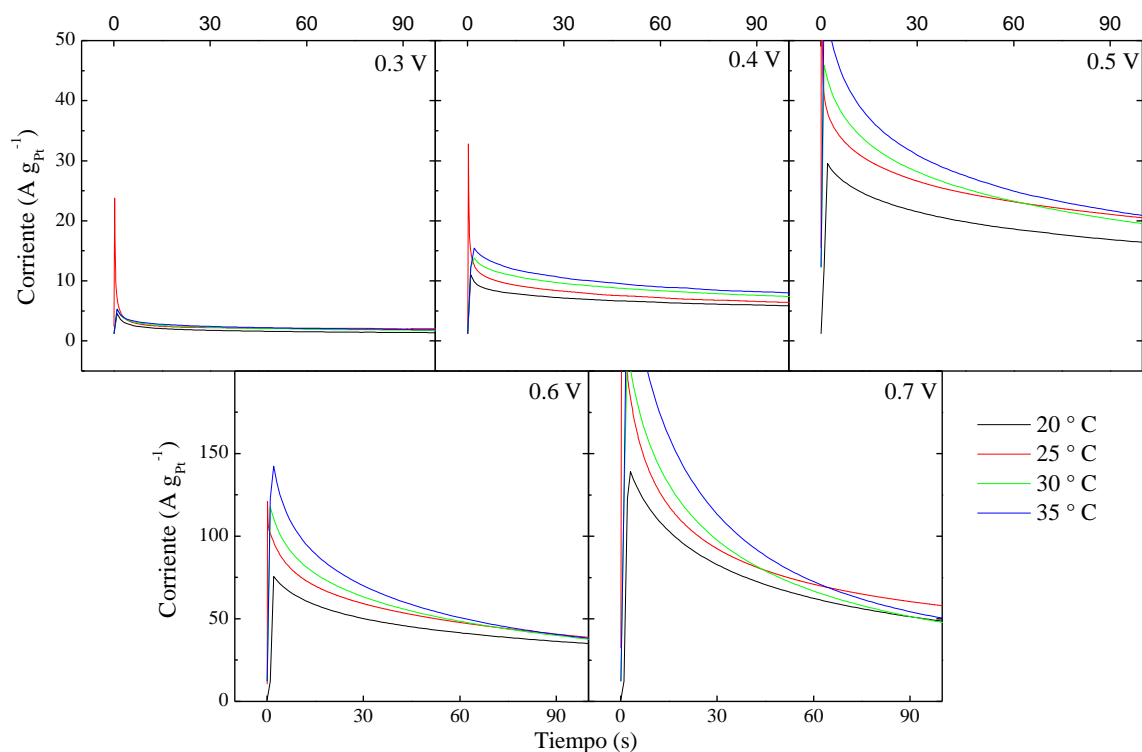 0 30 60 90 0 30 60 90 0 30 60 90
0.3 V 0.4 V 0.5 V
50
40
30
20
10
0
Corriente (A g_Pt^-1)
0.6 V 0.7 V
150
100
50
0
Corriente (A g_Pt^-1)
0 30 60 90 0 30 60 90
Tiempo (s)
20 ° C
25 ° C
30 ° C
35 ° C